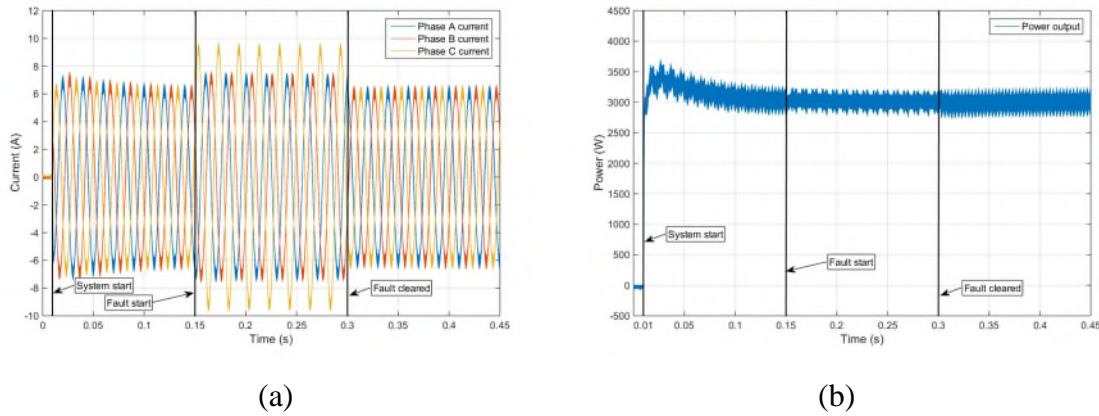 12
10
8
6
4
2
0
-2
-4
-6
-8
-10
Current (A)
Phase A current
Phase B current
Phase C current
System start
Fault start
Fault cleared
0 0.05 0.1 0.15 0.2 0.25 0.3 0.35 0.4 0.45
Time (s)
(a)
4500
4000
3500
3000
2500
2000
1500
1000
500
0
-500
Power (W)
Power output
System start
Fault start
Fault cleared
0.01 0.05 0.1 0.15 0.2 0.25 0.3 0.35 0.4 0.45
Time (s)
(b)